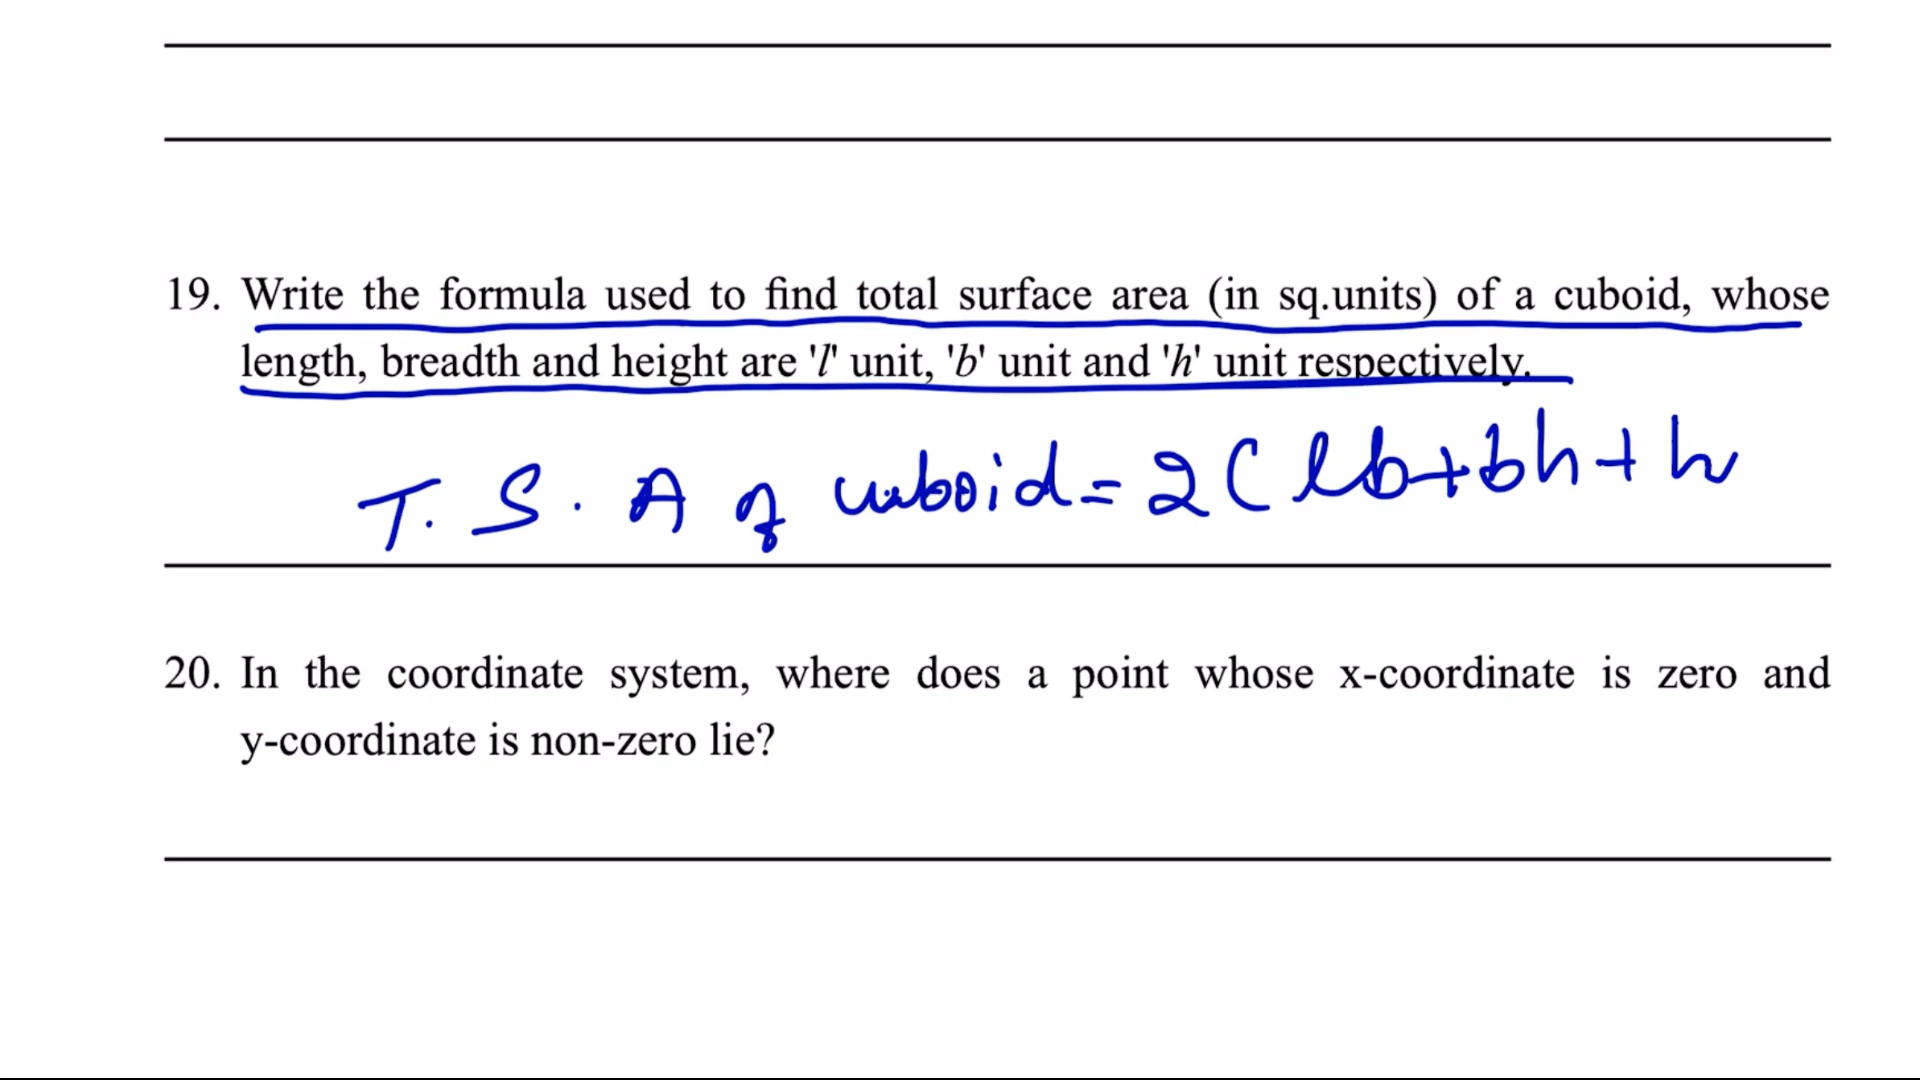 19. Write the formula used to find total surface area (in sq.units) of a cuboid, whose
length, breadth and height are 'l' unit, 'b' unit and 'h' unit respectively.
T. S. A of cuboid = 2 ( lb + bh + h
20. In the coordinate system, where does a point whose x-coordinate is zero and
y-coordinate is non-zero lie?